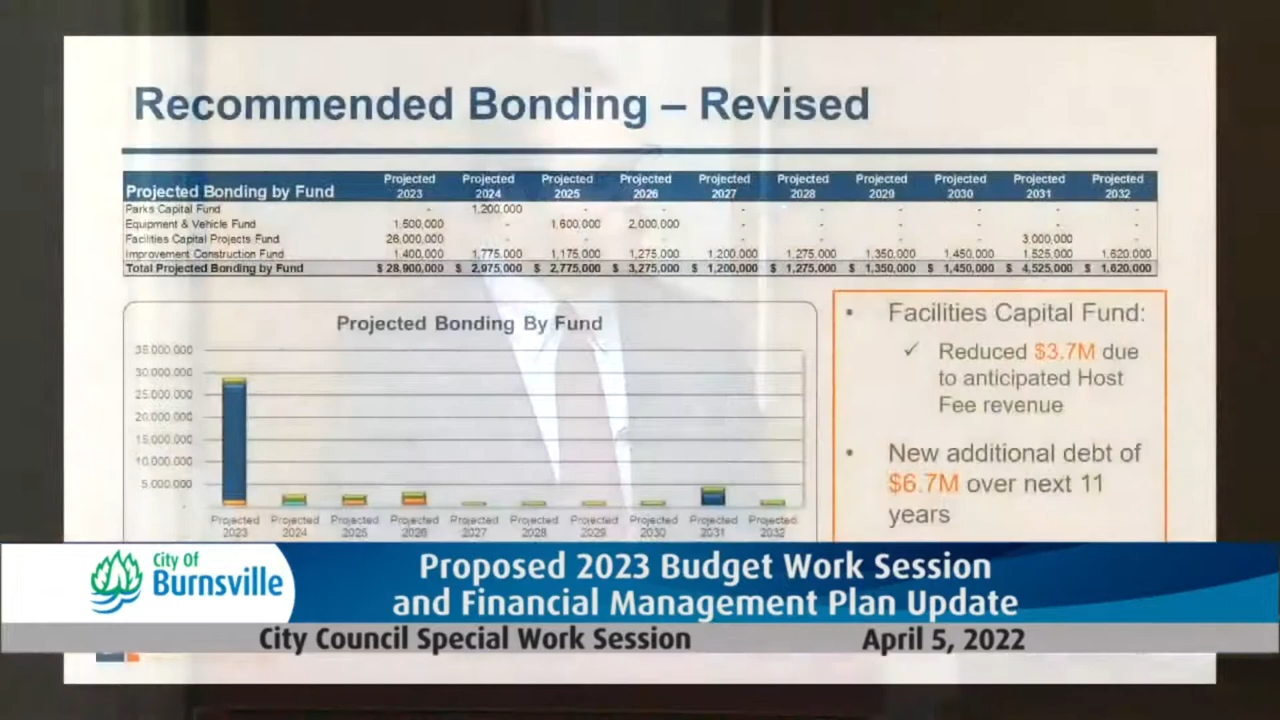 Recommended Bonding – Revised
Projected Projected Projected Projected Projected Projected Projected Projected Projected Projected
Projected Bonding by Fund 2023 2024 2025 2026 2027 2028 2029 2030 2031 2032
Parks Capital Fund - 1,200,000 - - - - - - - -
Equipment & Vehicle Fund 1,500,000 - 1,600,000 2,000,000 - - - - - -
Facilities Capital Projects Fund 26,000,000 - - - - - - - 3,000,000 -
Improvement Construction Fund 1,400,000 1,775,000 1,175,000 1,275,000 1,200,000 1,275,000 1,350,000 1,450,000 1,525,000 1,620,000
Total Projected Bonding by Fund $ 28,900,000 $ 2,975,000 $ 2,775,000 $ 3,275,000 $ 1,200,000 $ 1,275,000 $ 1,350,000 $ 1,450,000 $ 4,525,000 $ 1,620,000
Projected Bonding By Fund
35,000,000
30,000,000
25,000,000
20,000,000
15,000,000
10,000,000
5,000,000
-
Projected Projected Projected Projected Projected Projected Projected Projected Projected Projected
2023 2024 2025 2026 2027 2028 2029 2030 2031 2032
• Facilities Capital Fund:
✓ Reduced $3.7M due
to anticipated Host
Fee revenue
• New additional debt of
$6.7M over next 11
years
City Of
Burnsville
Proposed 2023 Budget Work Session
and Financial Management Plan Update
City Council Special Work Session April 5, 2022